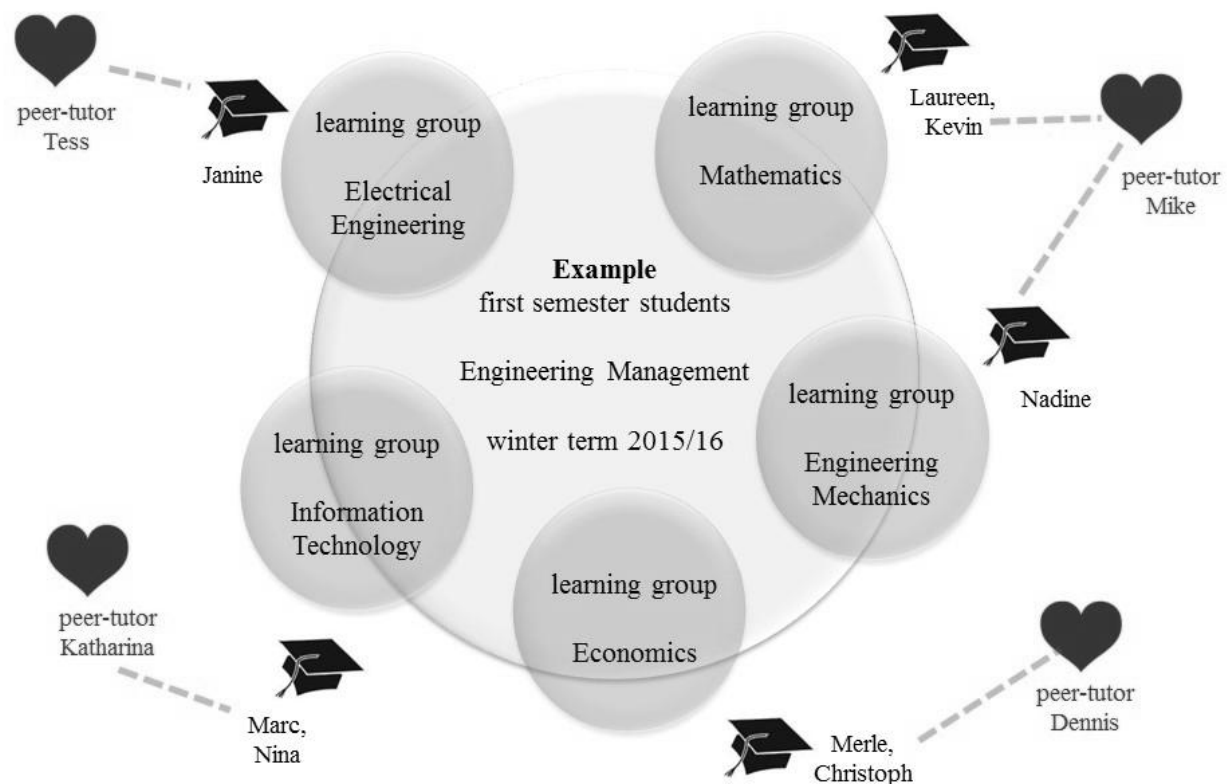 peer-tutor
Tess
Janine
learning group
Electrical
Engineering
learning group
Mathematics
Laureen,
Kevin
peer-tutor
Mike
Example
first semester students
Engineering Management
winter term 2015/16
learning group
Engineering
Mechanics
Nadine
learning group
Information
Technology
learning group
Economics
peer-tutor
Katharina
Marc,
Nina
Merle,
Christoph
peer-tutor
Dennis